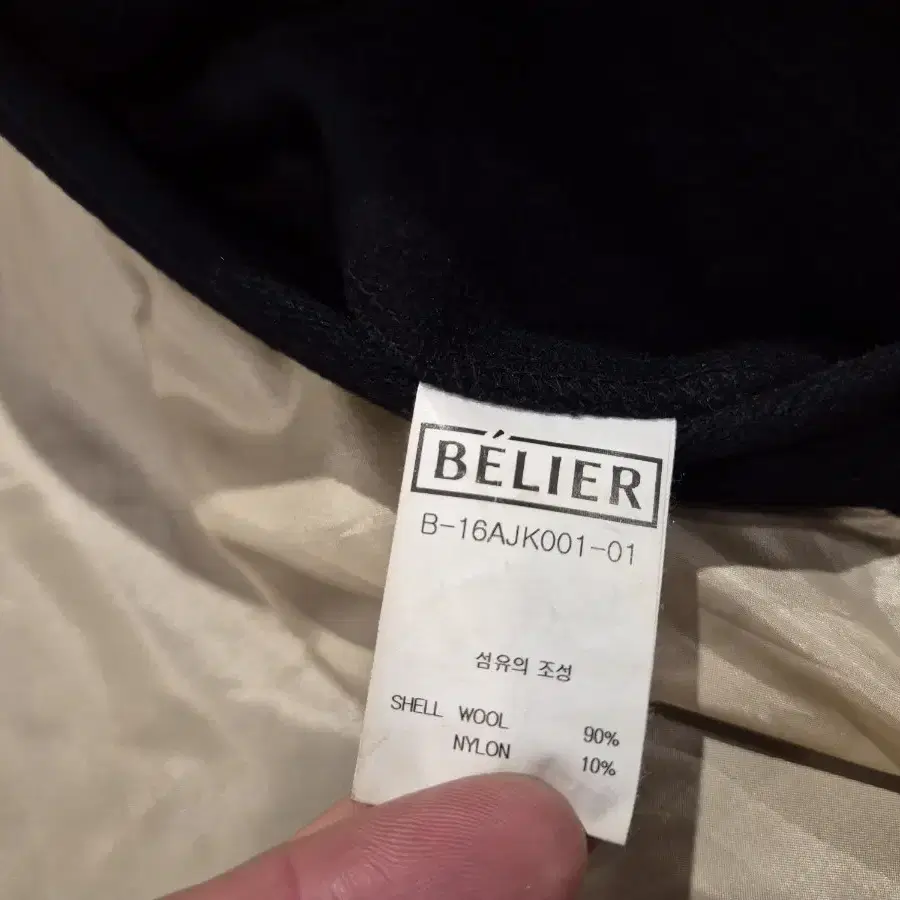 BÉLIER
B-16AJK001-01
섬유의 조성
SHELL WOOL 90%
NYLON 10%